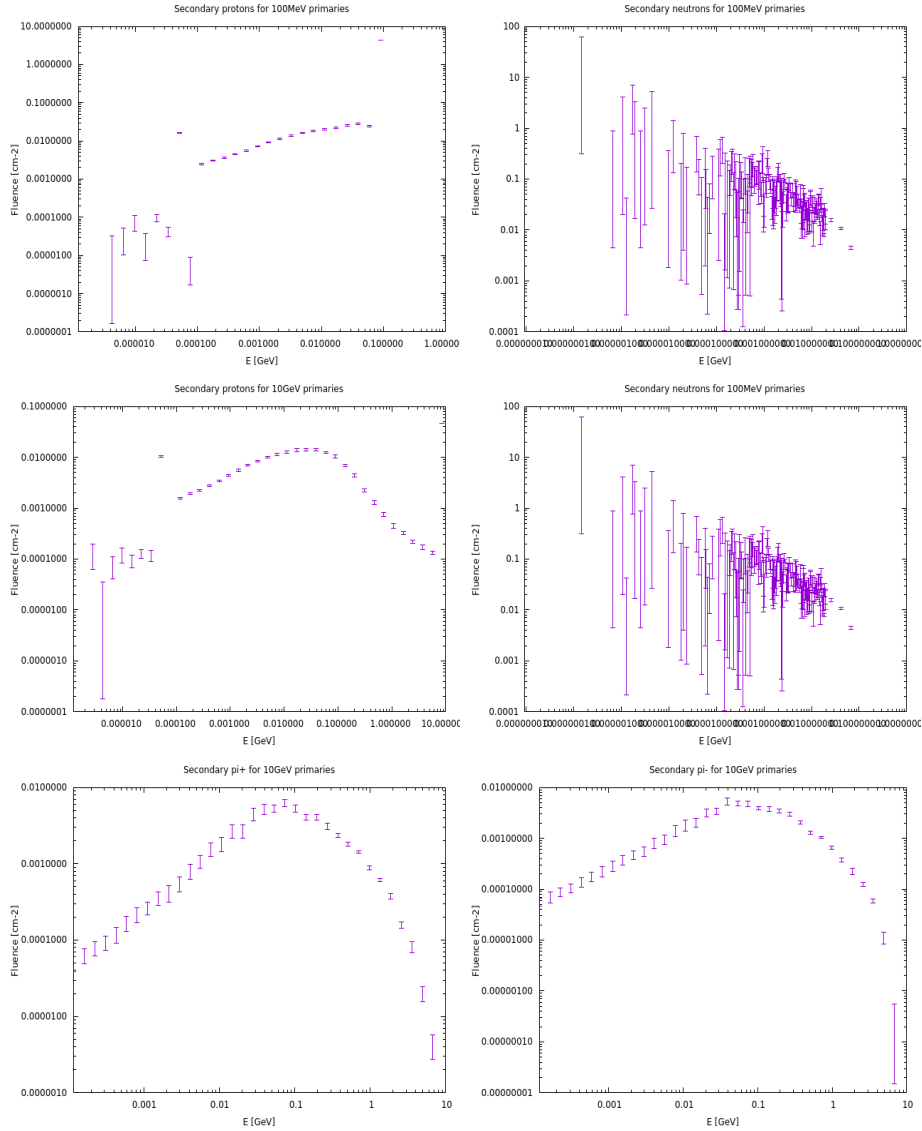 Secondary protons for 100MeV primaries
10.0000000
1.0000000
0.1000000
0.0100000
0.0010000
0.0001000
0.0000100
0.0000010
0.0000001
Fluence [cm-2]
0.000010 0.000100 0.001000 0.010000 0.100000 1.00000
E [GeV]
Secondary neutrons for 100MeV primaries
100
10
1
0.1
0.01
0.001
0.0001
Fluence [cm-2]
E [GeV]
Secondary protons for 10GeV primaries
0.1000000
0.0100000
0.0010000
0.0001000
0.0000100
0.0000010
0.0000001
Fluence [cm-2]
0.000010 0.000100 0.001000 0.010000 0.100000 1.000000 10.00000
E [GeV]
Secondary neutrons for 100MeV primaries
100
10
1
0.1
0.01
0.001
0.0001
Fluence [cm-2]
E [GeV]
Secondary pi+ for 10GeV primaries
0.0100000
0.0010000
0.0001000
0.0000100
0.0000010
Fluence [cm-2]
0.001 0.01 0.1 1 10
E [GeV]
Secondary pi- for 10GeV primaries
0.01000000
0.00100000
0.00010000
0.00001000
0.00000100
0.00000010
0.00000001
Fluence [cm-2]
0.001 0.01 0.1 1 10
E [GeV]